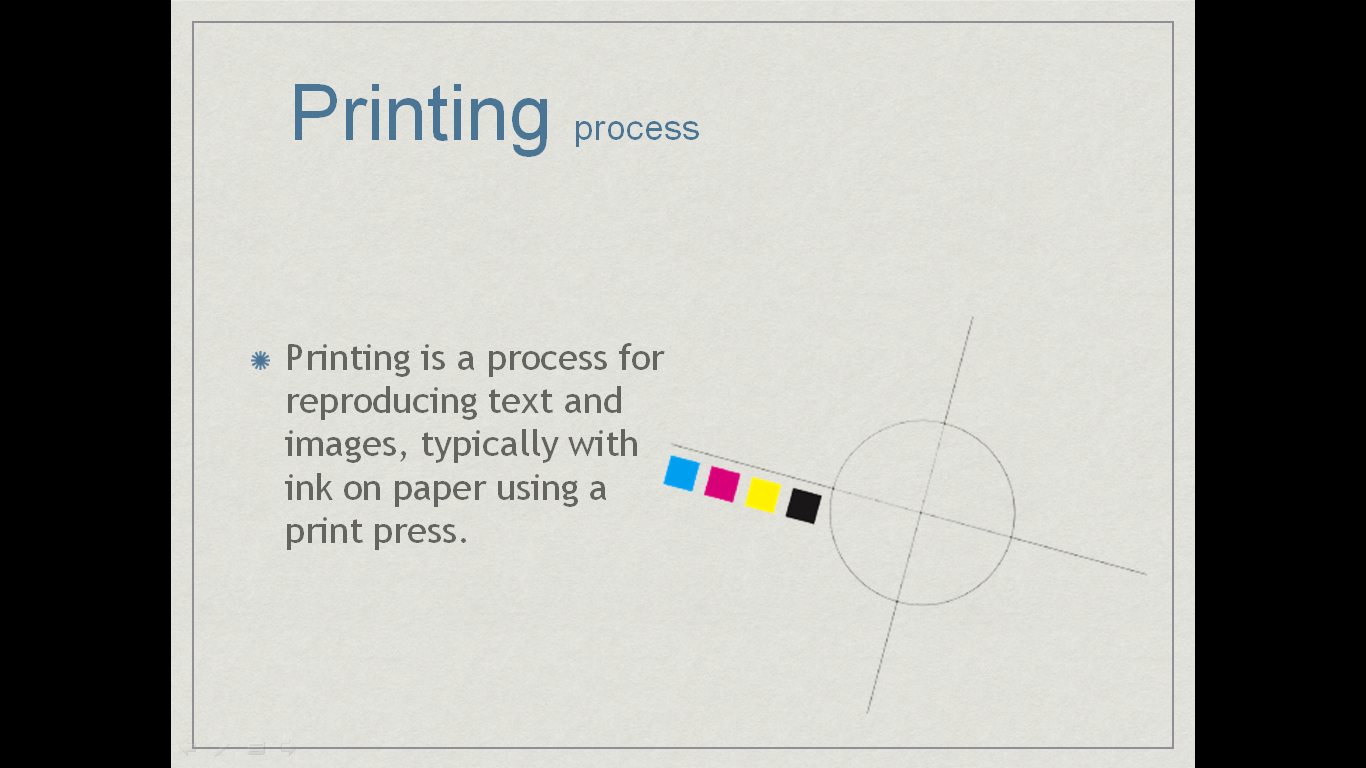 Printing process
Printing is a process for
reproducing text and
images, typically with
ink on paper using a
print press.